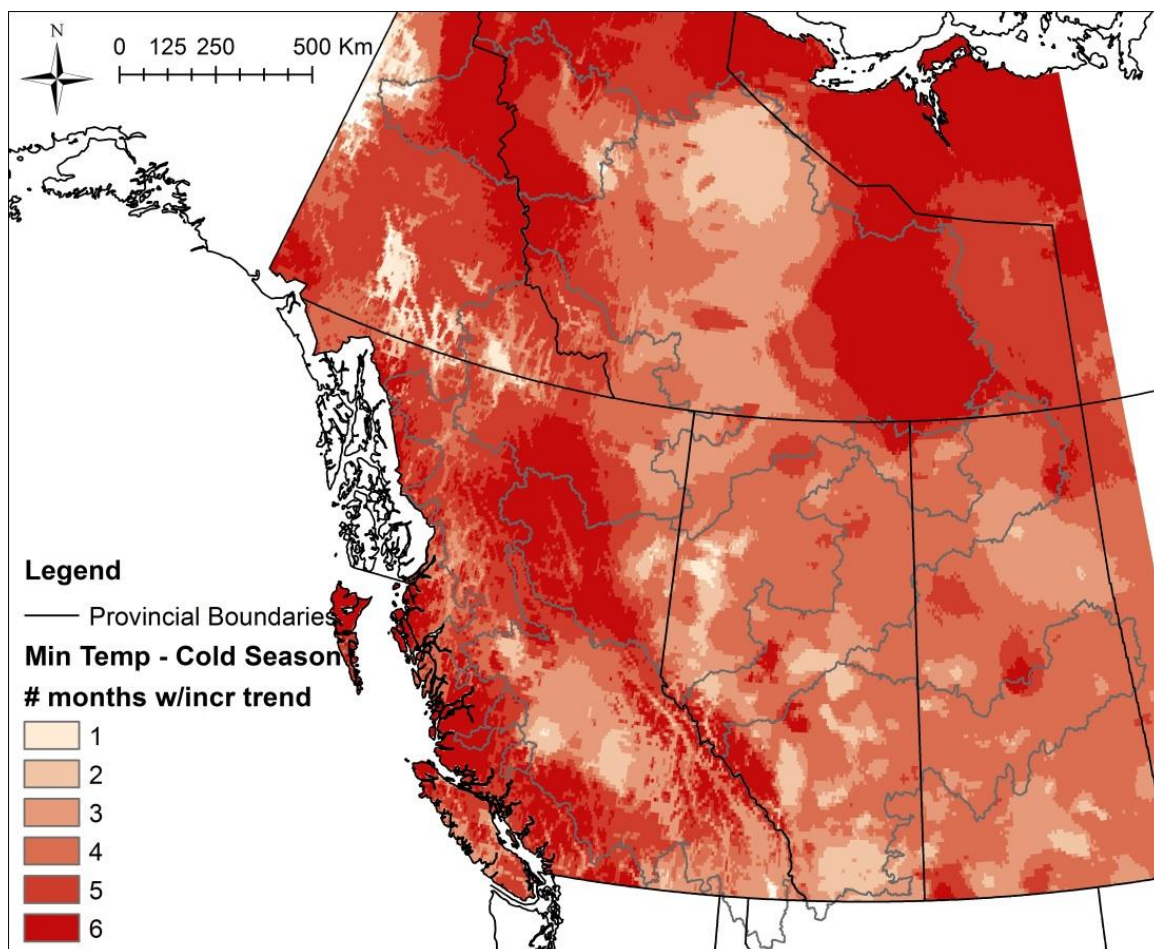 N
0 125 250 500 Km
Legend
Provincial Boundaries
Min Temp - Cold Season
# months w/incr trend
1
2
3
4
5
6